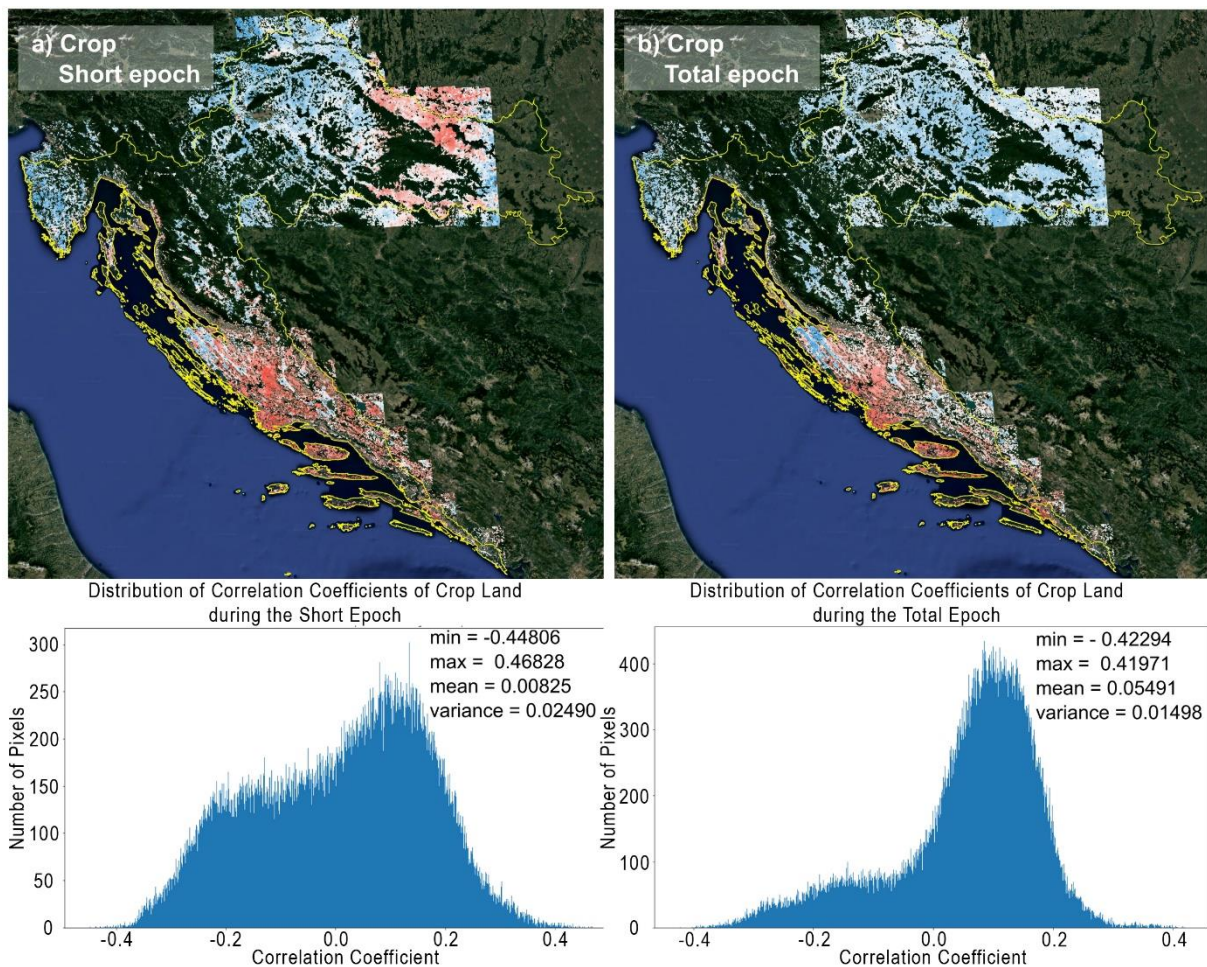 a) Crop
Short epoch
b) Crop
Total epoch
Distribution of Correlation Coefficients of Crop Land
during the Short Epoch
min = -0.44806
max = 0.46828
mean = 0.00825
variance = 0.02490
Number of Pixels
300
250
200
150
100
50
0
-0.4
-0.2
0.0
0.2
0.4
Correlation Coefficient
Distribution of Correlation Coefficients of Crop Land
during the Total Epoch
min = - 0.42294
max = 0.41971
mean = 0.05491
variance = 0.01498
Number of Pixels
400
300
200
100
0
-0.4
-0.2
0.0
0.2
0.4
Correlation Coefficient